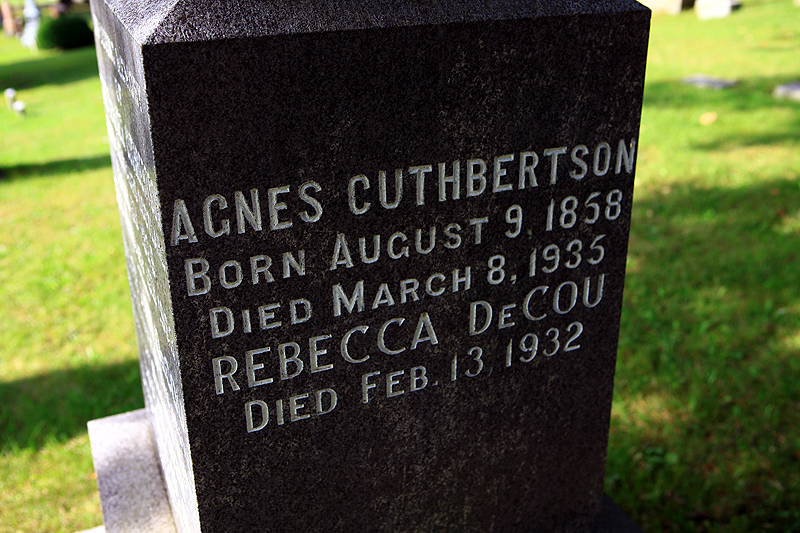 AGNES CUTHBERTSON
BORN AUGUST 9, 1858
DIED MARCH 8, 1935
REBECCA DECOU
DIED FEB. 13, 1932